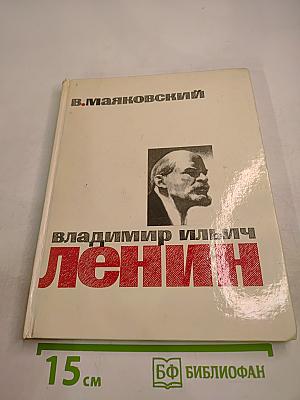 в.маяковский
владимир ильич
ленин
15 см
БФ БИБЛИОФАН